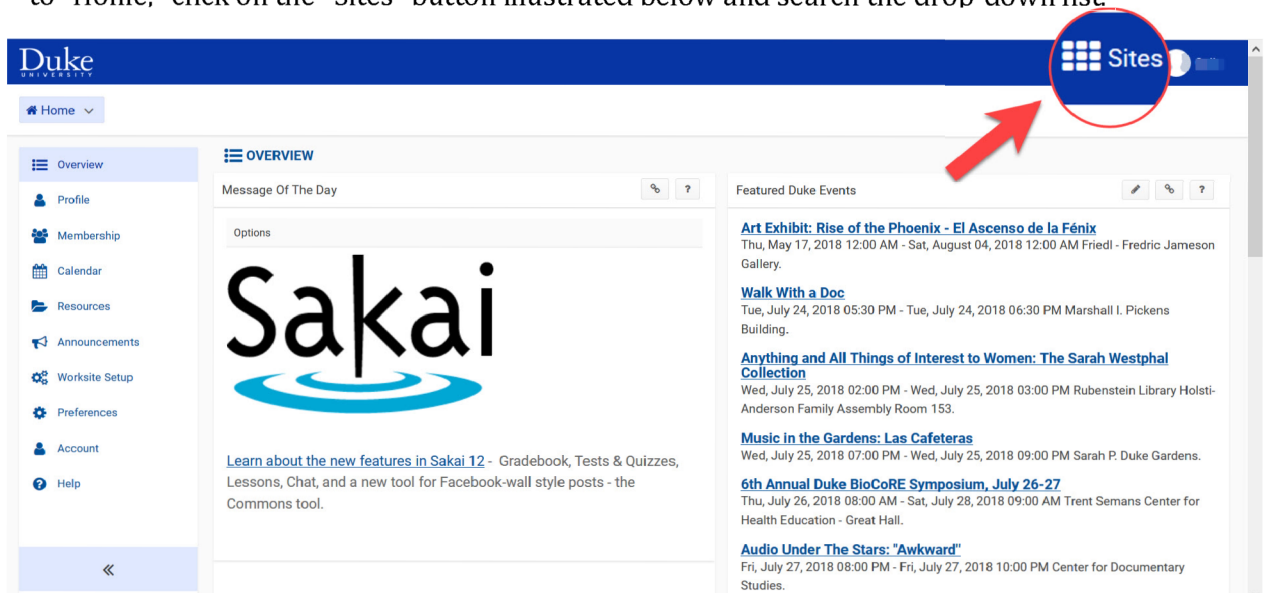 to "Home," click on the "Sites" button illustrated below and search the drop-down list.
Duke
UNIVERSITY
Sites
Home
Overview
Profile
Membership
Calendar
Resources
Announcements
Worksite Setup
Preferences
Account
Help
OVERVIEW
Message Of The Day
?
Options
Sakai
Learn about the new features in Sakai 12 - Gradebook, Tests & Quizzes,
Lessons, Chat, and a new tool for Facebook-wall style posts - the
Commons tool.
Featured Duke Events
?
Art Exhibit: Rise of the Phoenix - El Ascenso de la Fénix
Thu, May 17, 2018 12:00 AM - Sat, August 04, 2018 12:00 AM Friedl - Fredric Jameson
Gallery.
Walk With a Doc
Tue, July 24, 2018 05:30 PM - Tue, July 24, 2018 06:30 PM Marshall I. Pickens
Building.
Anything and All Things of Interest to Women: The Sarah Westphal
Collection
Wed, July 25, 2018 02:00 PM - Wed, July 25, 2018 03:00 PM Rubenstein Library Holsti-
Anderson Family Assembly Room 153.
Music in the Gardens: Las Cafeteras
Wed, July 25, 2018 07:00 PM - Wed, July 25, 2018 09:00 PM Sarah P. Duke Gardens.
6th Annual Duke BioCoRE Symposium, July 26-27
Thu, July 26, 2018 08:00 AM - Sat, July 28, 2018 09:00 AM Trent Semans Center for
Health Education - Great Hall.
Audio Under The Stars: "Awkward"
Fri, July 27, 2018 08:00 PM - Fri, July 27, 2018 10:00 PM Center for Documentary
Studies.